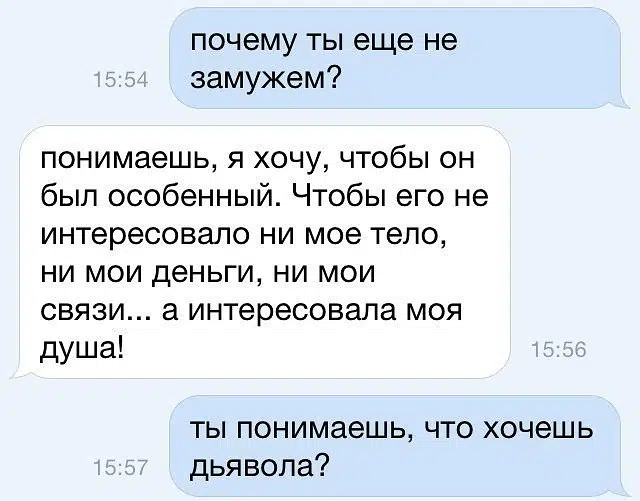 почему ты еще не
15:54 замужем?
понимаешь, я хочу, чтобы он
был особенный. Чтобы его не
интересовало ни мое тело,
ни мои деньги, ни мои
связи... а интересовала моя
душа! 15:56
ты понимаешь, что хочешь
15:57 дьявола?